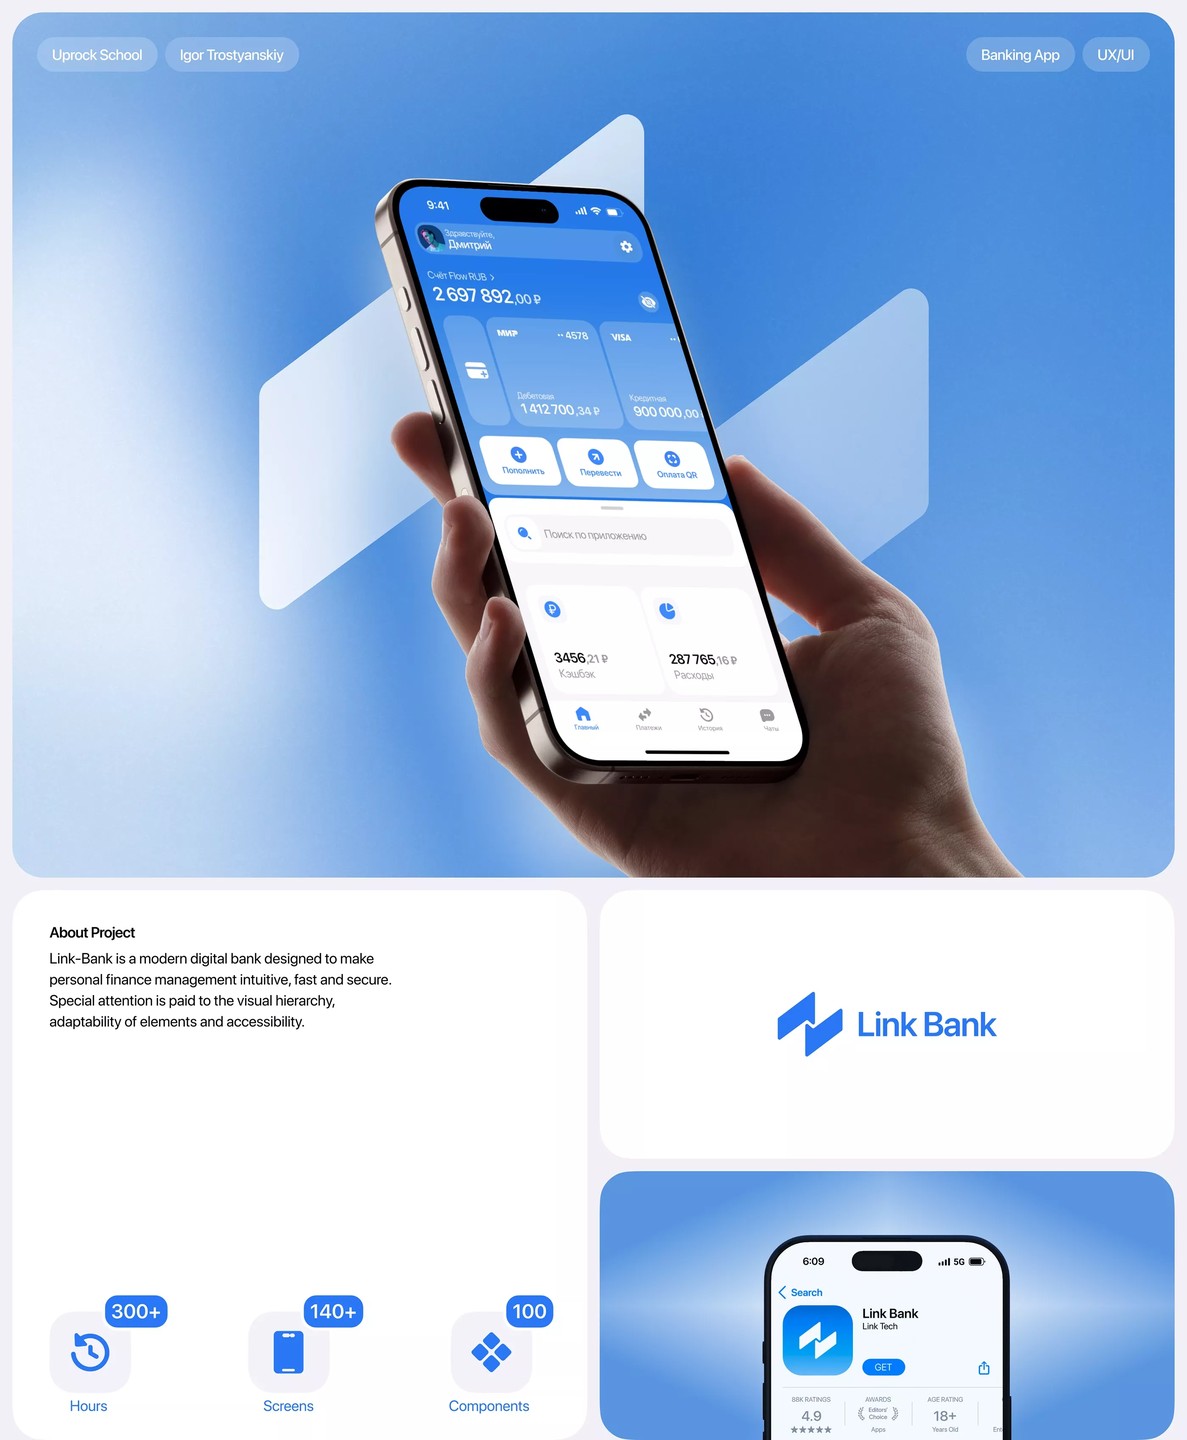 Uprock School
Igor Trostyanskiy
Banking App
UX/UI
9:41
Здравствуйте,
Дмитрий
Счёт Flow RUB
2 697 892,00 ₽
МИР
·· 4578
VISA
··
Дебетовая
1 412 700,34 ₽
Кредитная
900 000,00
Пополнить
Перевести
Оплата QR
Поиск по приложению
3456,21 ₽
Кэшбэк
287 765,16 ₽
Расходы
Главный
Платежи
История
Чаты
About Project
Link-Bank is a modern digital bank designed to make
personal finance management intuitive, fast and secure.
Special attention is paid to the visual hierarchy,
adaptability of elements and accessibility.
300+
Hours
140+
Screens
100
Components
Link Bank
6:09
5G
Search
Link Bank
Link Tech
GET
88K RATINGS
4.9
★★★★★
AWARDS
Editors'
Choice
Apps
AGE RATING
18+
Years Old